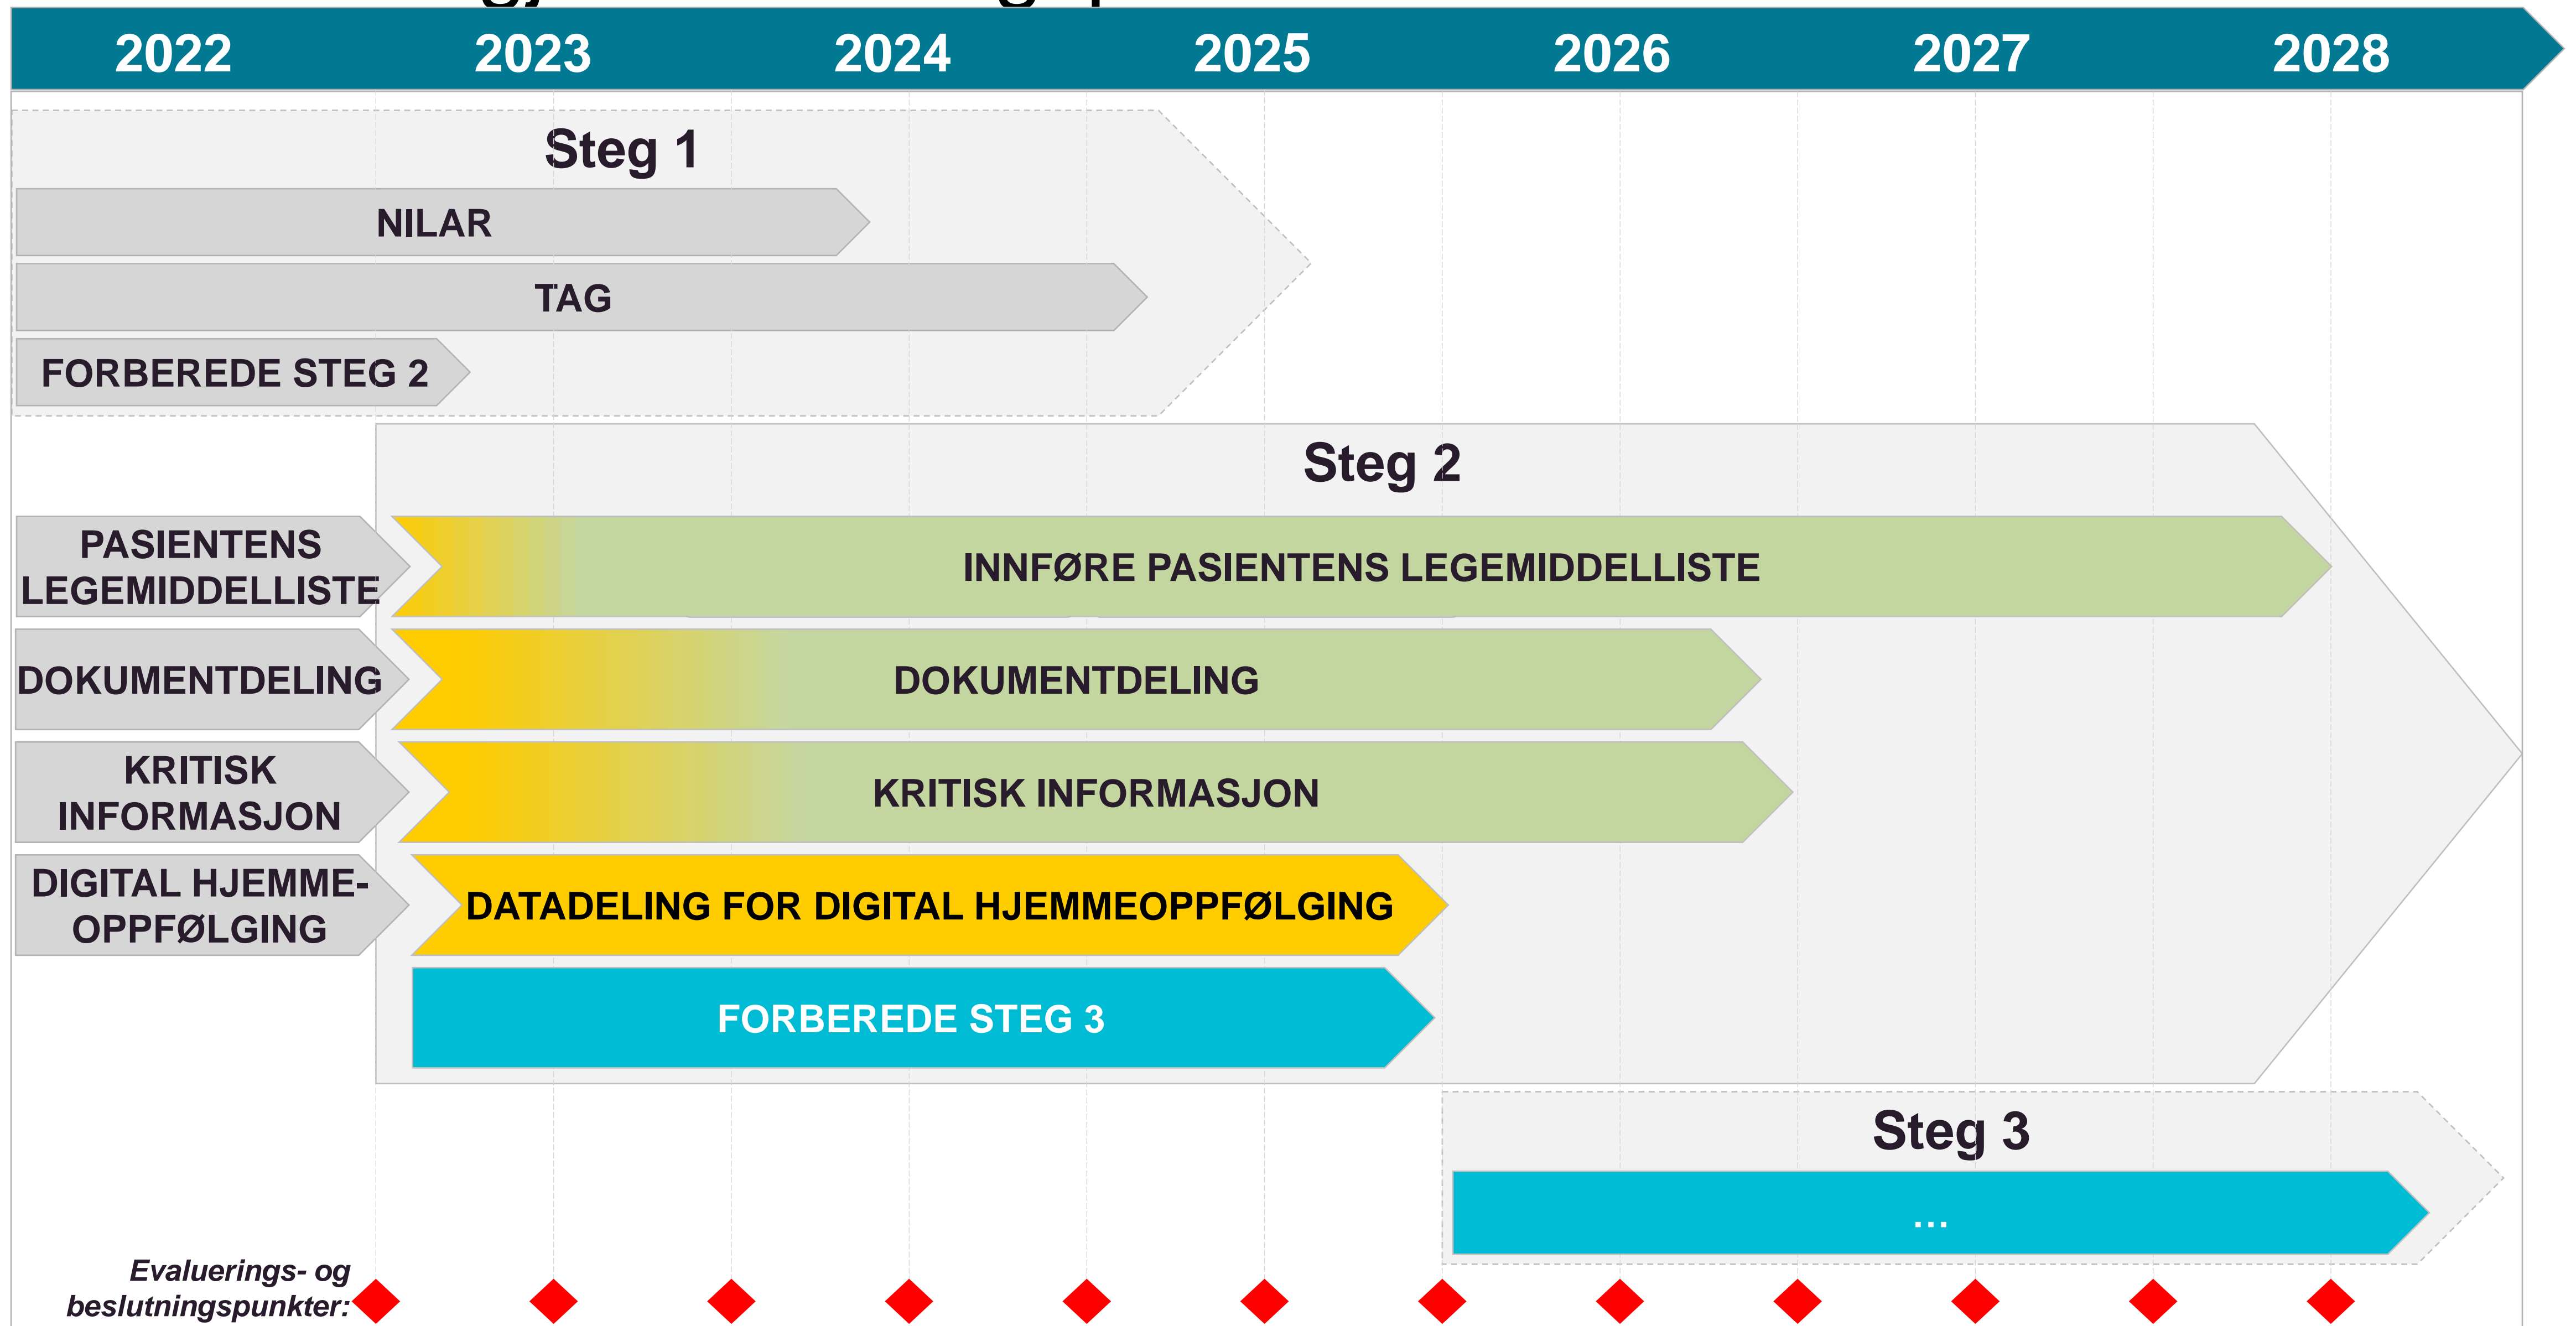 2022 2023 2024 2025 2026 2027 2028
Steg 1
NILAR
TAG
FORBEREDE STEG 2
Steg 2
PASIENTENS
LEGEMIDDELLISTE
INNFØRE PASIENTENS LEGEMIDDELLISTE
DOKUMENTDELING
DOKUMENTDELING
KRITISK
INFORMASJON
KRITISK INFORMASJON
DIGITAL HJEMME-
OPPFØLGING
DATADELING FOR DIGITAL HJEMMEOPPFØLGING
FORBEREDE STEG 3
Steg 3
...
Evaluerings- og
beslutningspunkter: